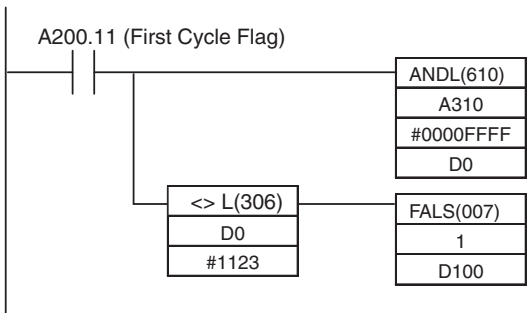 A200.11 (First Cycle Flag)
ANDL(610)
A310
#0000FFFF
D0
<> L(306)
D0
#1123
FALS(007)
1
D100